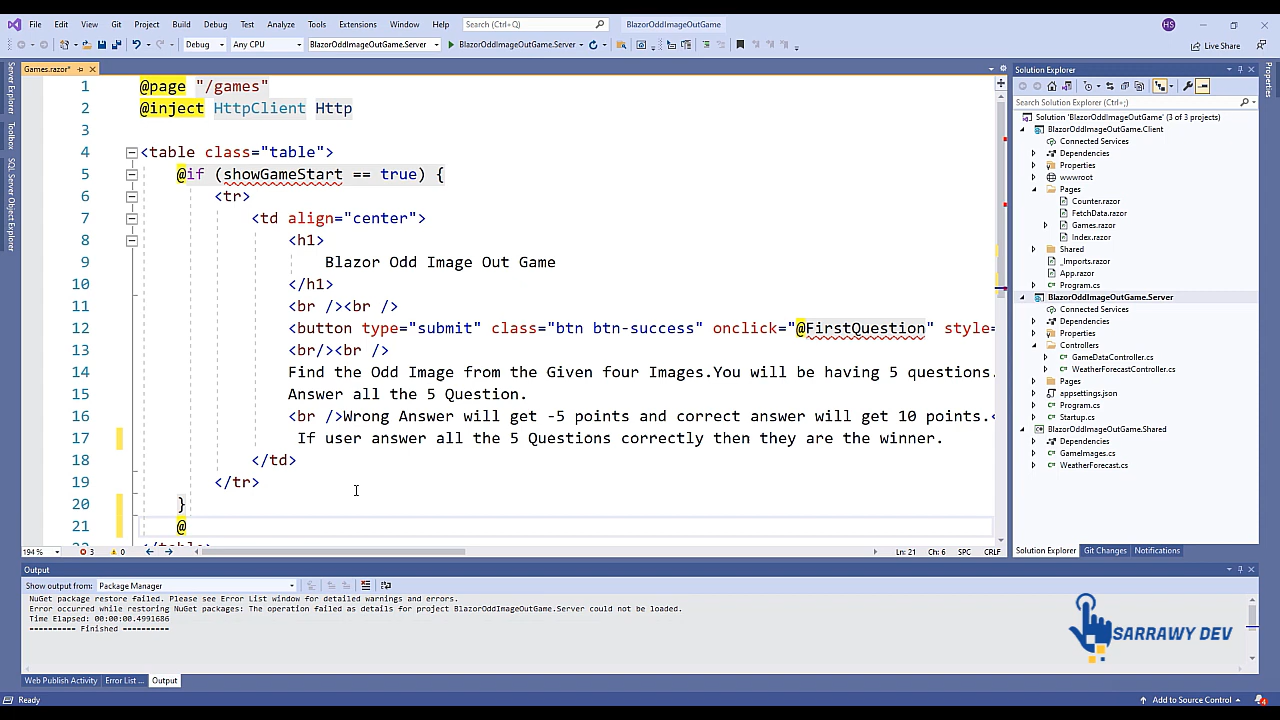 File Edit View Git Project Build Debug Test Analyze Tools Extensions Window Help Search (Ctrl+Q) BlazorOddImageOutGame HS
Debug Any CPU BlazorOddImageOutGame.Server BlazorOddImageOutGame.Server Live Share
Games.razor*
Server Explorer
Toolbox
SQL Server Object Explorer
1 @page "/games"
2 @inject HttpClient Http
3
4 <table class="table">
5 @if (showGameStart == true) {
6 <tr>
7 <td align="center">
8 <h1>
9 Blazor Odd Image Out Game
10 </h1>
11 <br /><br />
12 <button type="submit" class="btn btn-success" onclick="@FirstQuestion" style=
13 <br/><br />
14 Find the Odd Image from the Given four Images.You will be having 5 questions.
15 Answer all the 5 Question.
16 <br />Wrong Answer will get -5 points and correct answer will get 10 points.<
17 If user answer all the 5 Questions correctly then they are the winner.
18 </td>
19 </tr>
20 }
21 @
194 % 3 0 Ln: 21 Ch: 6 SPC CRLF
Solution Explorer
Search Solution Explorer (Ctrl+;)
Solution 'BlazorOddImageOutGame' (3 of 3 projects)
BlazorOddImageOutGame.Client
Connected Services
Dependencies
Properties
wwwroot
Pages
Counter.razor
FetchData.razor
Games.razor
Index.razor
Shared
_Imports.razor
App.razor
Program.cs
BlazorOddImageOutGame.Server
Connected Services
Dependencies
Properties
Controllers
GameDataController.cs
WeatherForecastController.cs
Pages
appsettings.json
Program.cs
Startup.cs
BlazorOddImageOutGame.Shared
Dependencies
GameImages.cs
WeatherForecast.cs
Solution Explorer Git Changes Notifications
Properties
Output
Show output from: Package Manager
NuGet package restore failed. Please see Error List window for detailed warnings and errors.
Error occurred while restoring NuGet packages: The operation failed as details for project BlazorOddImageOutGame.Server could not be loaded.
Time Elapsed: 00:00:00.4991686
========== Finished ==========
SARRAWY DEV
Web Publish Activity Error List ... Output
Ready Add to Source Control 4